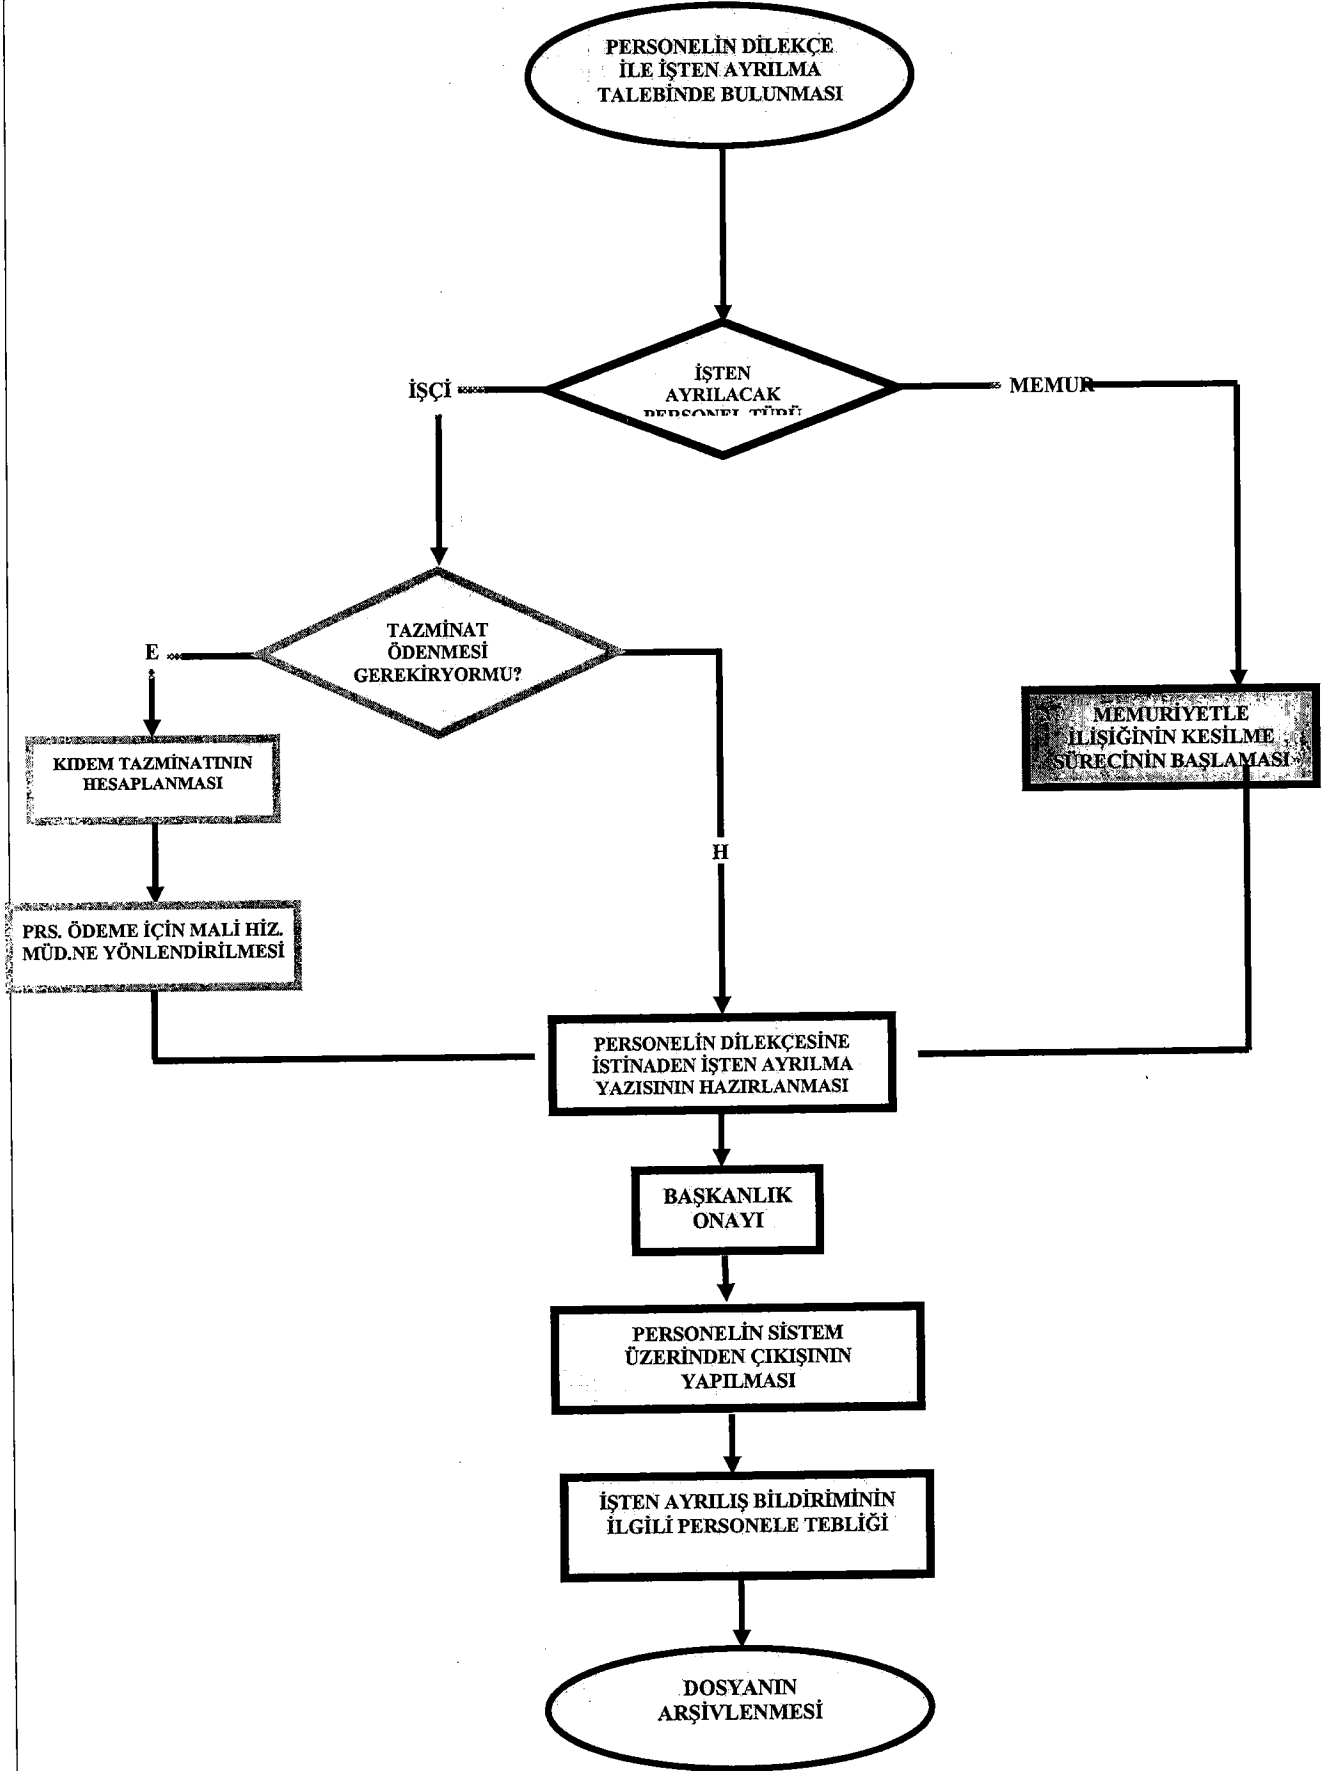 PERSONELİN DİLEKÇE
İLE İŞTEN AYRILMA
TALEBİNDE BULUNMASI
İŞTEN
AYRILACAK
PERSONEL TÜRÜ
İŞÇİ
MEMUR
TAZMİNAT
ÖDENMESİ
GEREKİRYORMU?
E
H
KIDEM TAZMİNATININ
HESAPLANMASI
PRS. ÖDEME İÇİN MALİ HİZ.
MÜD.NE YÖNLENDİRİLMESİ
MEMURİYETLE
İLİŞİĞİNİN KESİLME
SÜRECİNİN BAŞLAMASI
PERSONELİN DİLEKÇESİNE
İSTİNADEN İŞTEN AYRILMA
YAZISININ HAZIRLANMASI
BAŞKANLIK
ONAYI
PERSONELİN SİSTEM
ÜZERİNDEN ÇIKIŞININ
YAPILMASI
İŞTEN AYRILIŞ BİLDİRİMİNİN
İLGİLİ PERSONELE TEBLİĞİ
DOSYANIN
ARŞİVLENMESİ